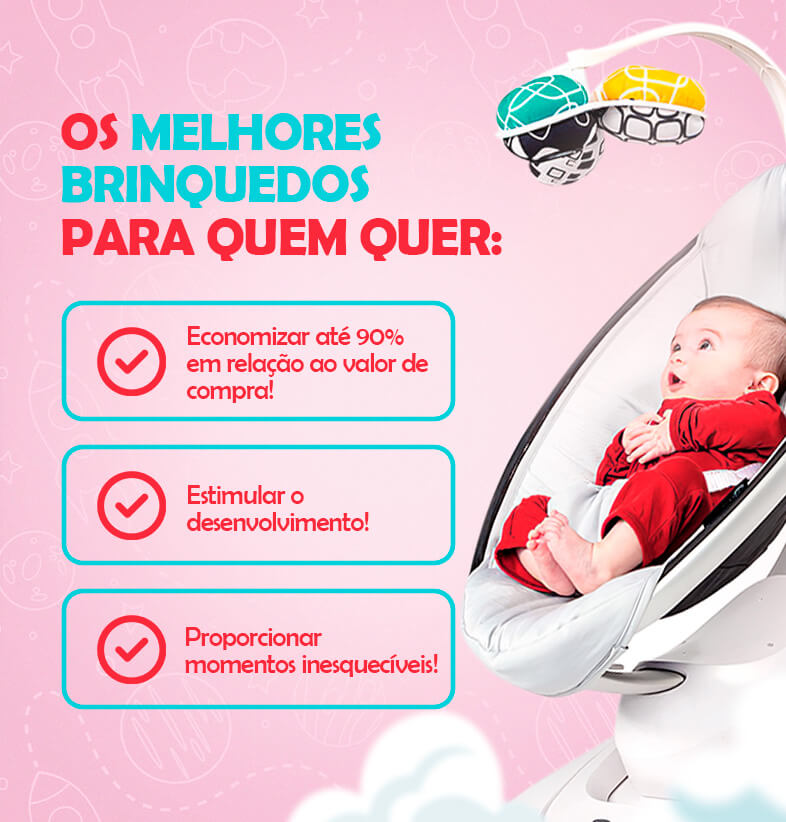 OS MELHORES
BRINQUEDOS
PARA QUEM QUER:
Economizar até 90%
em relação ao valor de
compra!
Estimular o
desenvolvimento!
Proporcionar
momentos inesquecíveis!